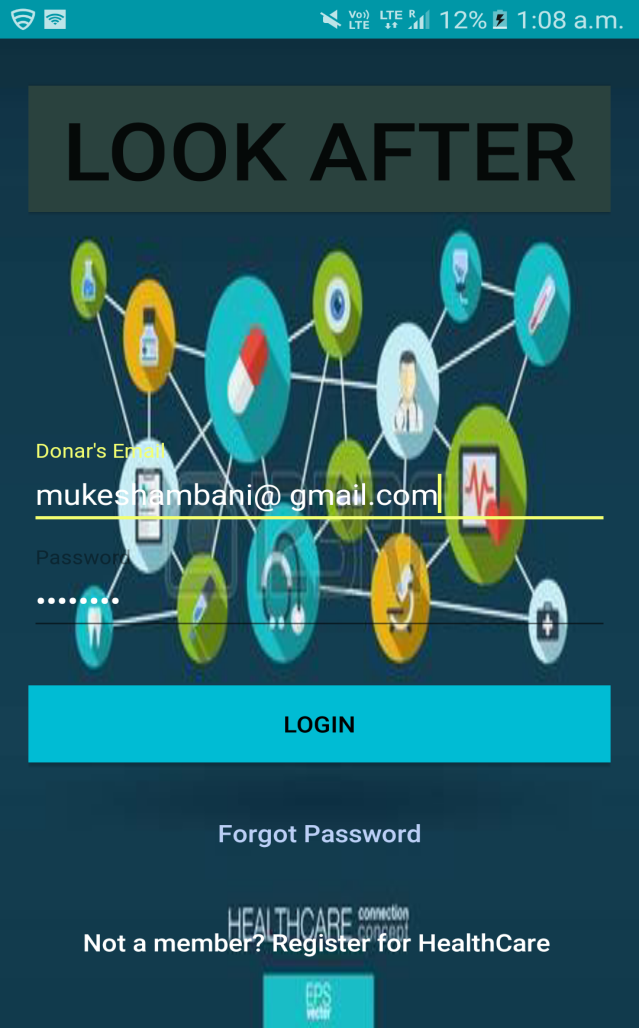 Vo)) LTE LTE R 12% 1:08 a.m.
LOOK AFTER
Donar's Email
mukeshambani@ gmail.com
Password
••••••••
LOGIN
Forgot Password
HEALTHCARE connection concept
Not a member? Register for HealthCare
EPS
vector